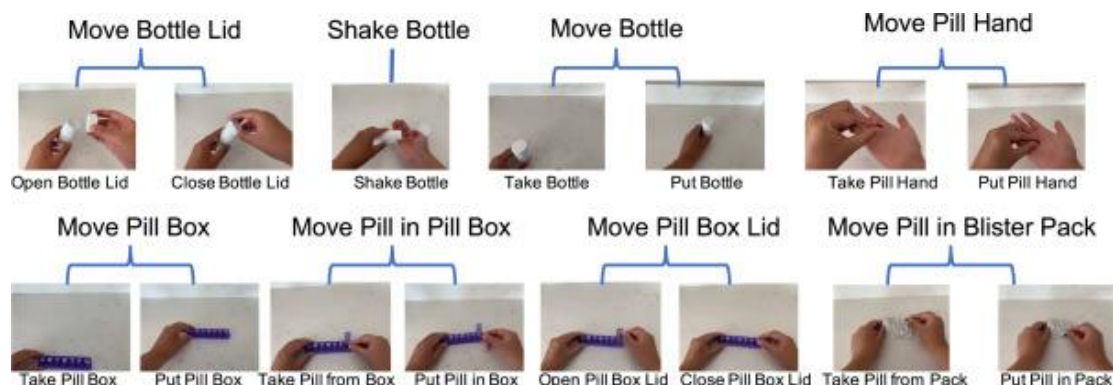 Move Bottle Lid
Shake Bottle
Move Bottle
Move Pill Hand
Open Bottle Lid
Close Bottle Lid
Shake Bottle
Take Bottle
Put Bottle
Take Pill Hand
Put Pill Hand
Move Pill Box
Move Pill in Pill Box
Move Pill Box Lid
Move Pill in Blister Pack
Take Pill Box
Put Pill Box
Take Pill from Box
Put Pill in Box
Open Pill Box Lid
Close Pill Box Lid
Take Pill from Pack
Put Pill in Pack